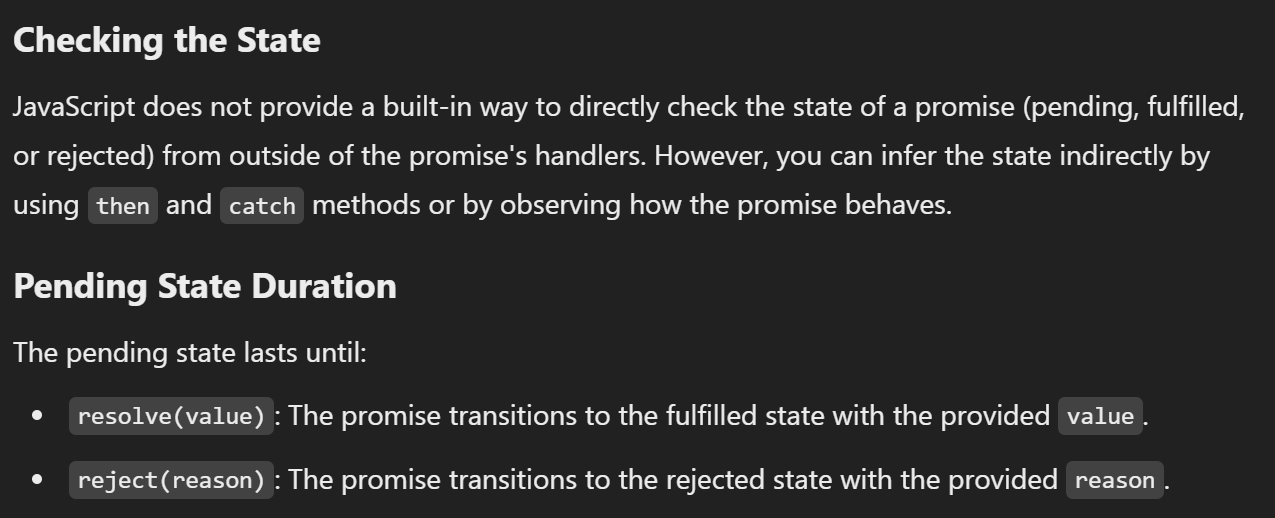 Checking the State
JavaScript does not provide a built-in way to directly check the state of a promise (pending, fulfilled,
or rejected) from outside of the promise's handlers. However, you can infer the state indirectly by
using then and catch methods or by observing how the promise behaves.
Pending State Duration
The pending state lasts until:
• resolve(value): The promise transitions to the fulfilled state with the provided value.
• reject(reason): The promise transitions to the rejected state with the provided reason.